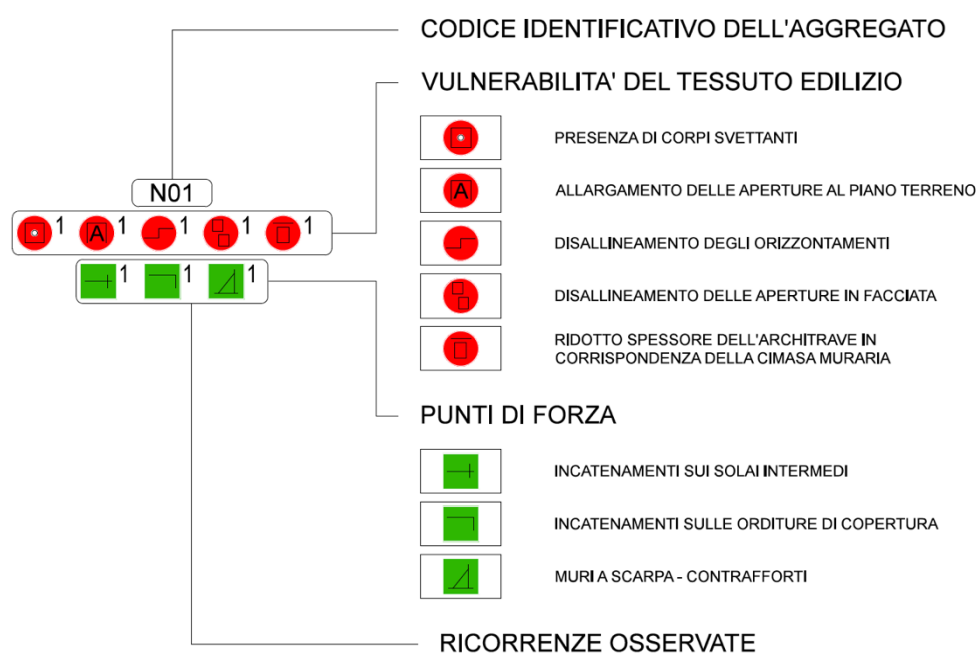 CODICE IDENTIFICATIVO DELL'AGGREGATO
VULNERABILITA' DEL TESSUTO EDILIZIO
PRESENZA DI CORPI SVETTANTI
A ALLARGAMENTO DELLE APERTURE AL PIANO TERRENO
N01
1 A 1 1 1 1
DISALLINEAMENTO DEGLI ORIZZONTAMENTI
1 1 1
DISALLINEAMENTO DELLE APERTURE IN FACCIATA
RIDOTTO SPESSORE DELL'ARCHITRAVE IN
CORRISPONDENZA DELLA CIMASA MURARIA
PUNTI DI FORZA
INCATENAMENTI SUI SOLAI INTERMEDI
INCATENAMENTI SULLE ORDITURE DI COPERTURA
MURI A SCARPA - CONTRAFFORTI
RICORRENZE OSSERVATE